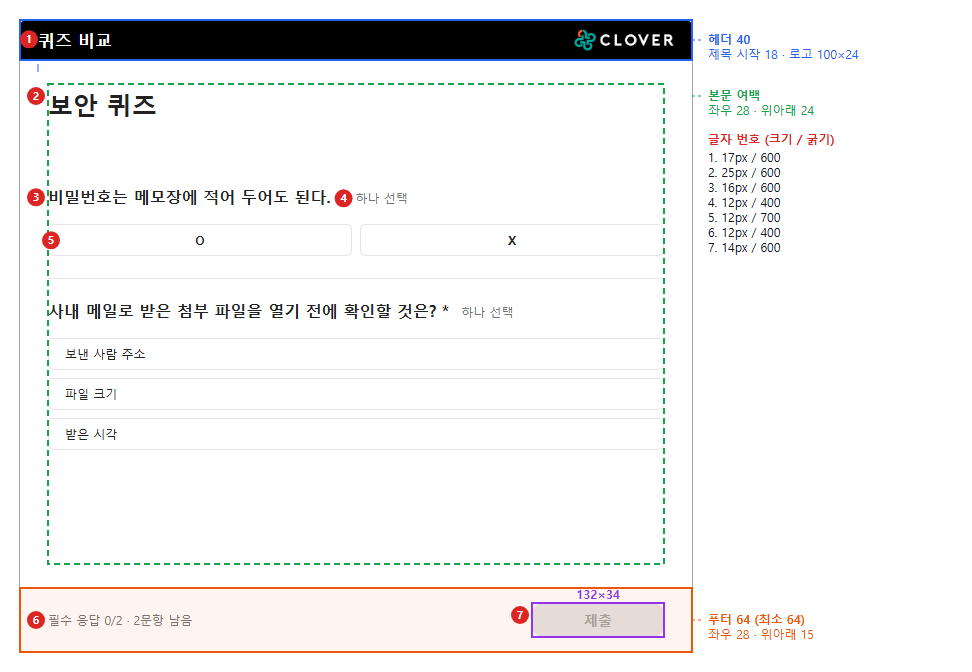 1 퀴즈 비교
CLOVER
헤더 40
제목 시작 18 · 로고 100×24
2 보안 퀴즈
본문 여백
좌우 28 · 위아래 24
글자 번호 (크기 / 굵기)
1. 17px / 600
2. 25px / 600
3. 16px / 600
4. 12px / 400
5. 12px / 700
6. 12px / 400
7. 14px / 600
3 비밀번호는 메모장에 적어 두어도 된다. 4 하나 선택
5 O X
사내 메일로 받은 첨부 파일을 열기 전에 확인할 것은? * 하나 선택
보낸 사람 주소
파일 크기
받은 시각
132×34
6 필수 응답 0/2 · 2문항 남음
7 제출
푸터 64 (최소 64)
좌우 28 · 위아래 15